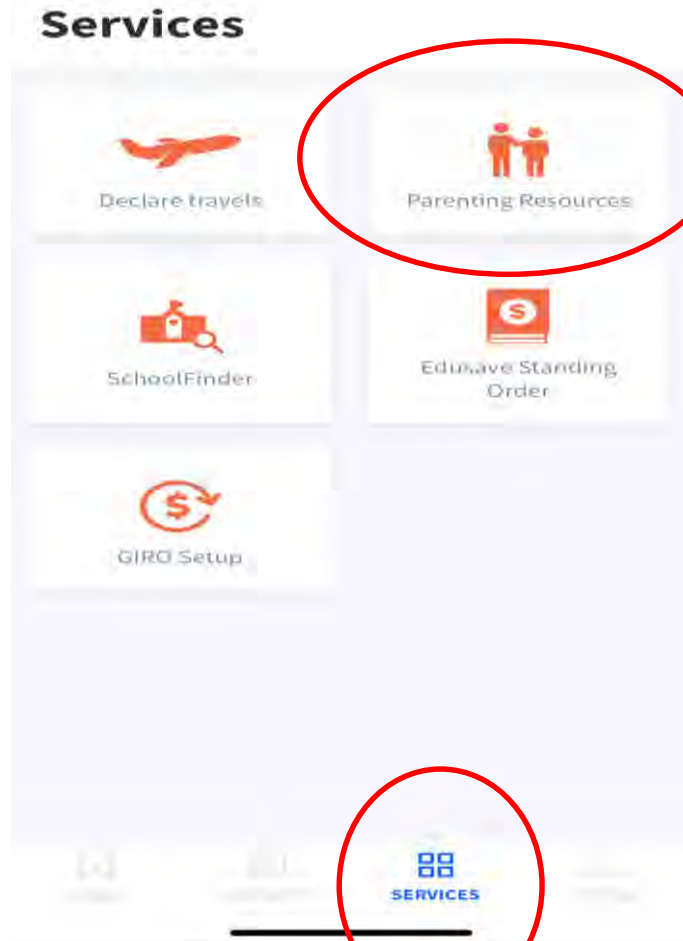 Services
Declare travels
Parenting Resources
SchoolFinder
Edusave Standing
Order
GIRO Setup
SERVICES